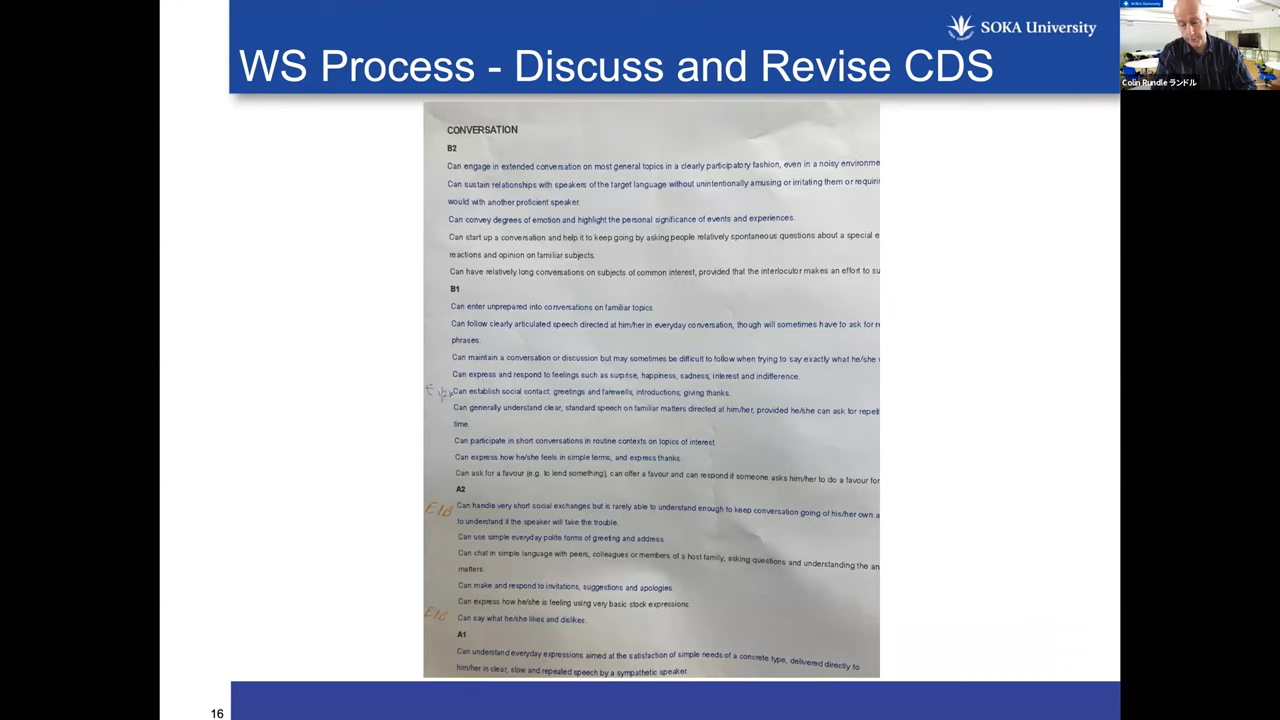 SOKA University
SOKA University
WS Process - Discuss and Revise CDS
Colin Rundle ランドル
CONVERSATION
B2
Can engage in extended conversation on most general topics in a clearly participatory fashion, even in a noisy environme
Can sustain relationships with speakers of the target language without unintentionally amusing or irritating them or requirin
would with another proficient speaker.
Can convey degrees of emotion and highlight the personal significance of events and experiences.
Can start up a conversation and help it to keep going by asking people relatively spontaneous questions about a special e
reactions and opinion on familiar subjects.
Can have relatively long conversations on subjects of common interest, provided that the interlocutor makes an effort to su
B1
Can enter unprepared into conversations on familiar topics.
Can follow clearly articulated speech directed at him/her in everyday conversation, though will sometimes have to ask for re
phrases.
Can maintain a conversation or discussion but may sometimes be difficult to follow when trying to say exactly what he/she
Can express and respond to feelings such as surprise, happiness, sadness, interest and indifference.
Can establish social contact: greetings and farewells; introductions; giving thanks.
Can generally understand clear, standard speech on familiar matters directed at him/her, provided he/she can ask for repeti
time.
Can participate in short conversations in routine contexts on topics of interest.
Can express how he/she feels in simple terms, and express thanks.
Can ask for a favour (e.g. to lend something), can offer a favour and can respond if someone asks him/her to do a favour for
A2
E1B Can handle very short social exchanges but is rarely able to understand enough to keep conversation going of his/her own a
to understand if the speaker will take the trouble.
Can use simple everyday polite forms of greeting and address.
Can chat in simple language with peers, colleagues or members of a host family, asking questions and understanding the an
matters.
Can make and respond to invitations, suggestions and apologies.
Can express how he/she is feeling using very basic stock expressions.
Can say what he/she likes and dislikes.
A1
Can understand everyday expressions aimed at the satisfaction of simple needs of a concrete type, delivered directly to
him/her in clear, slow and repeated speech by a sympathetic speaker.
16